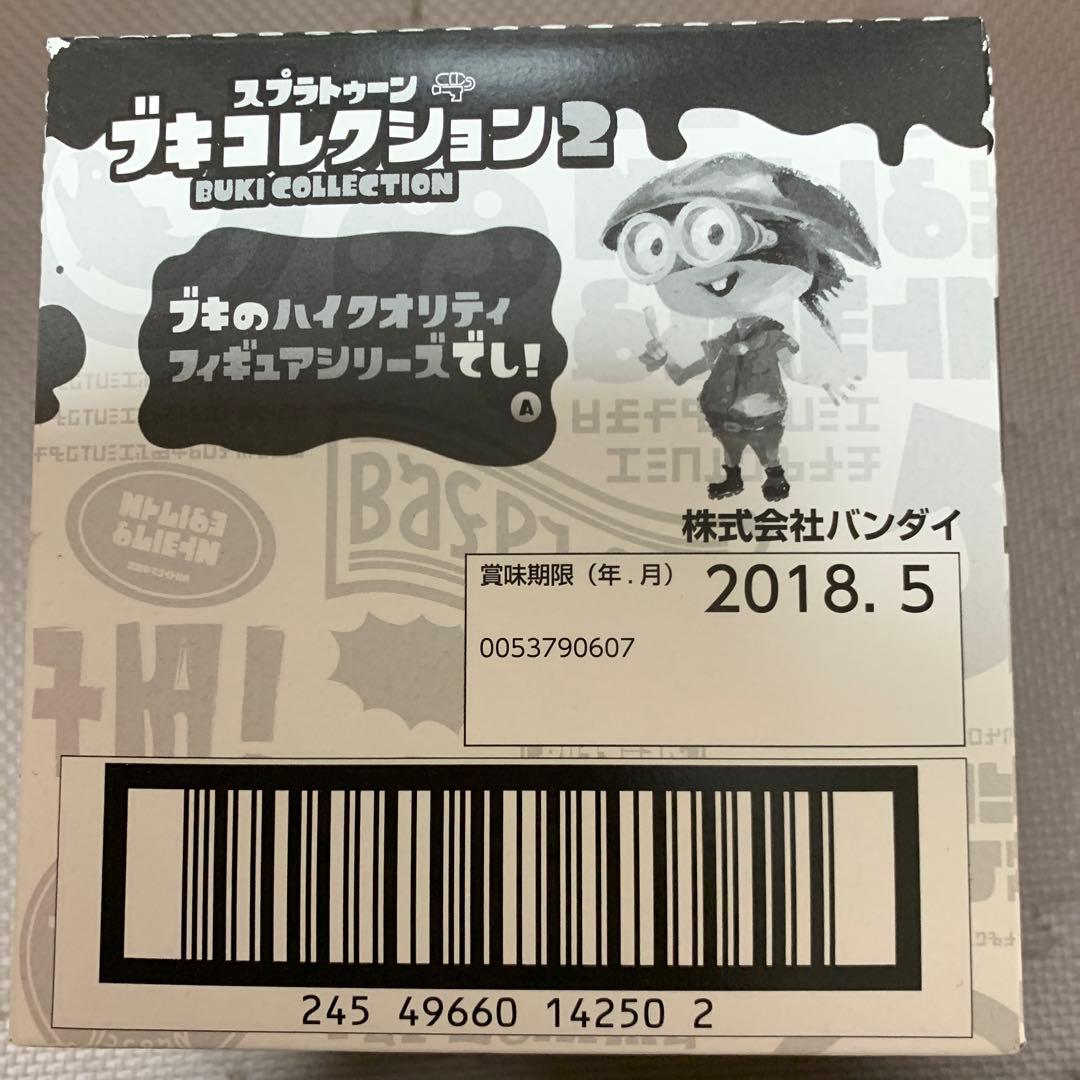 スプラトゥーン
ブキコレクション2
BUKI COLLECTION
ブキのハイクオリティ
フィギュアシリーズでし!
A
株式会社バンダイ
賞味期限（年.月） 2018. 5
0053790607
245 49660 14250 2